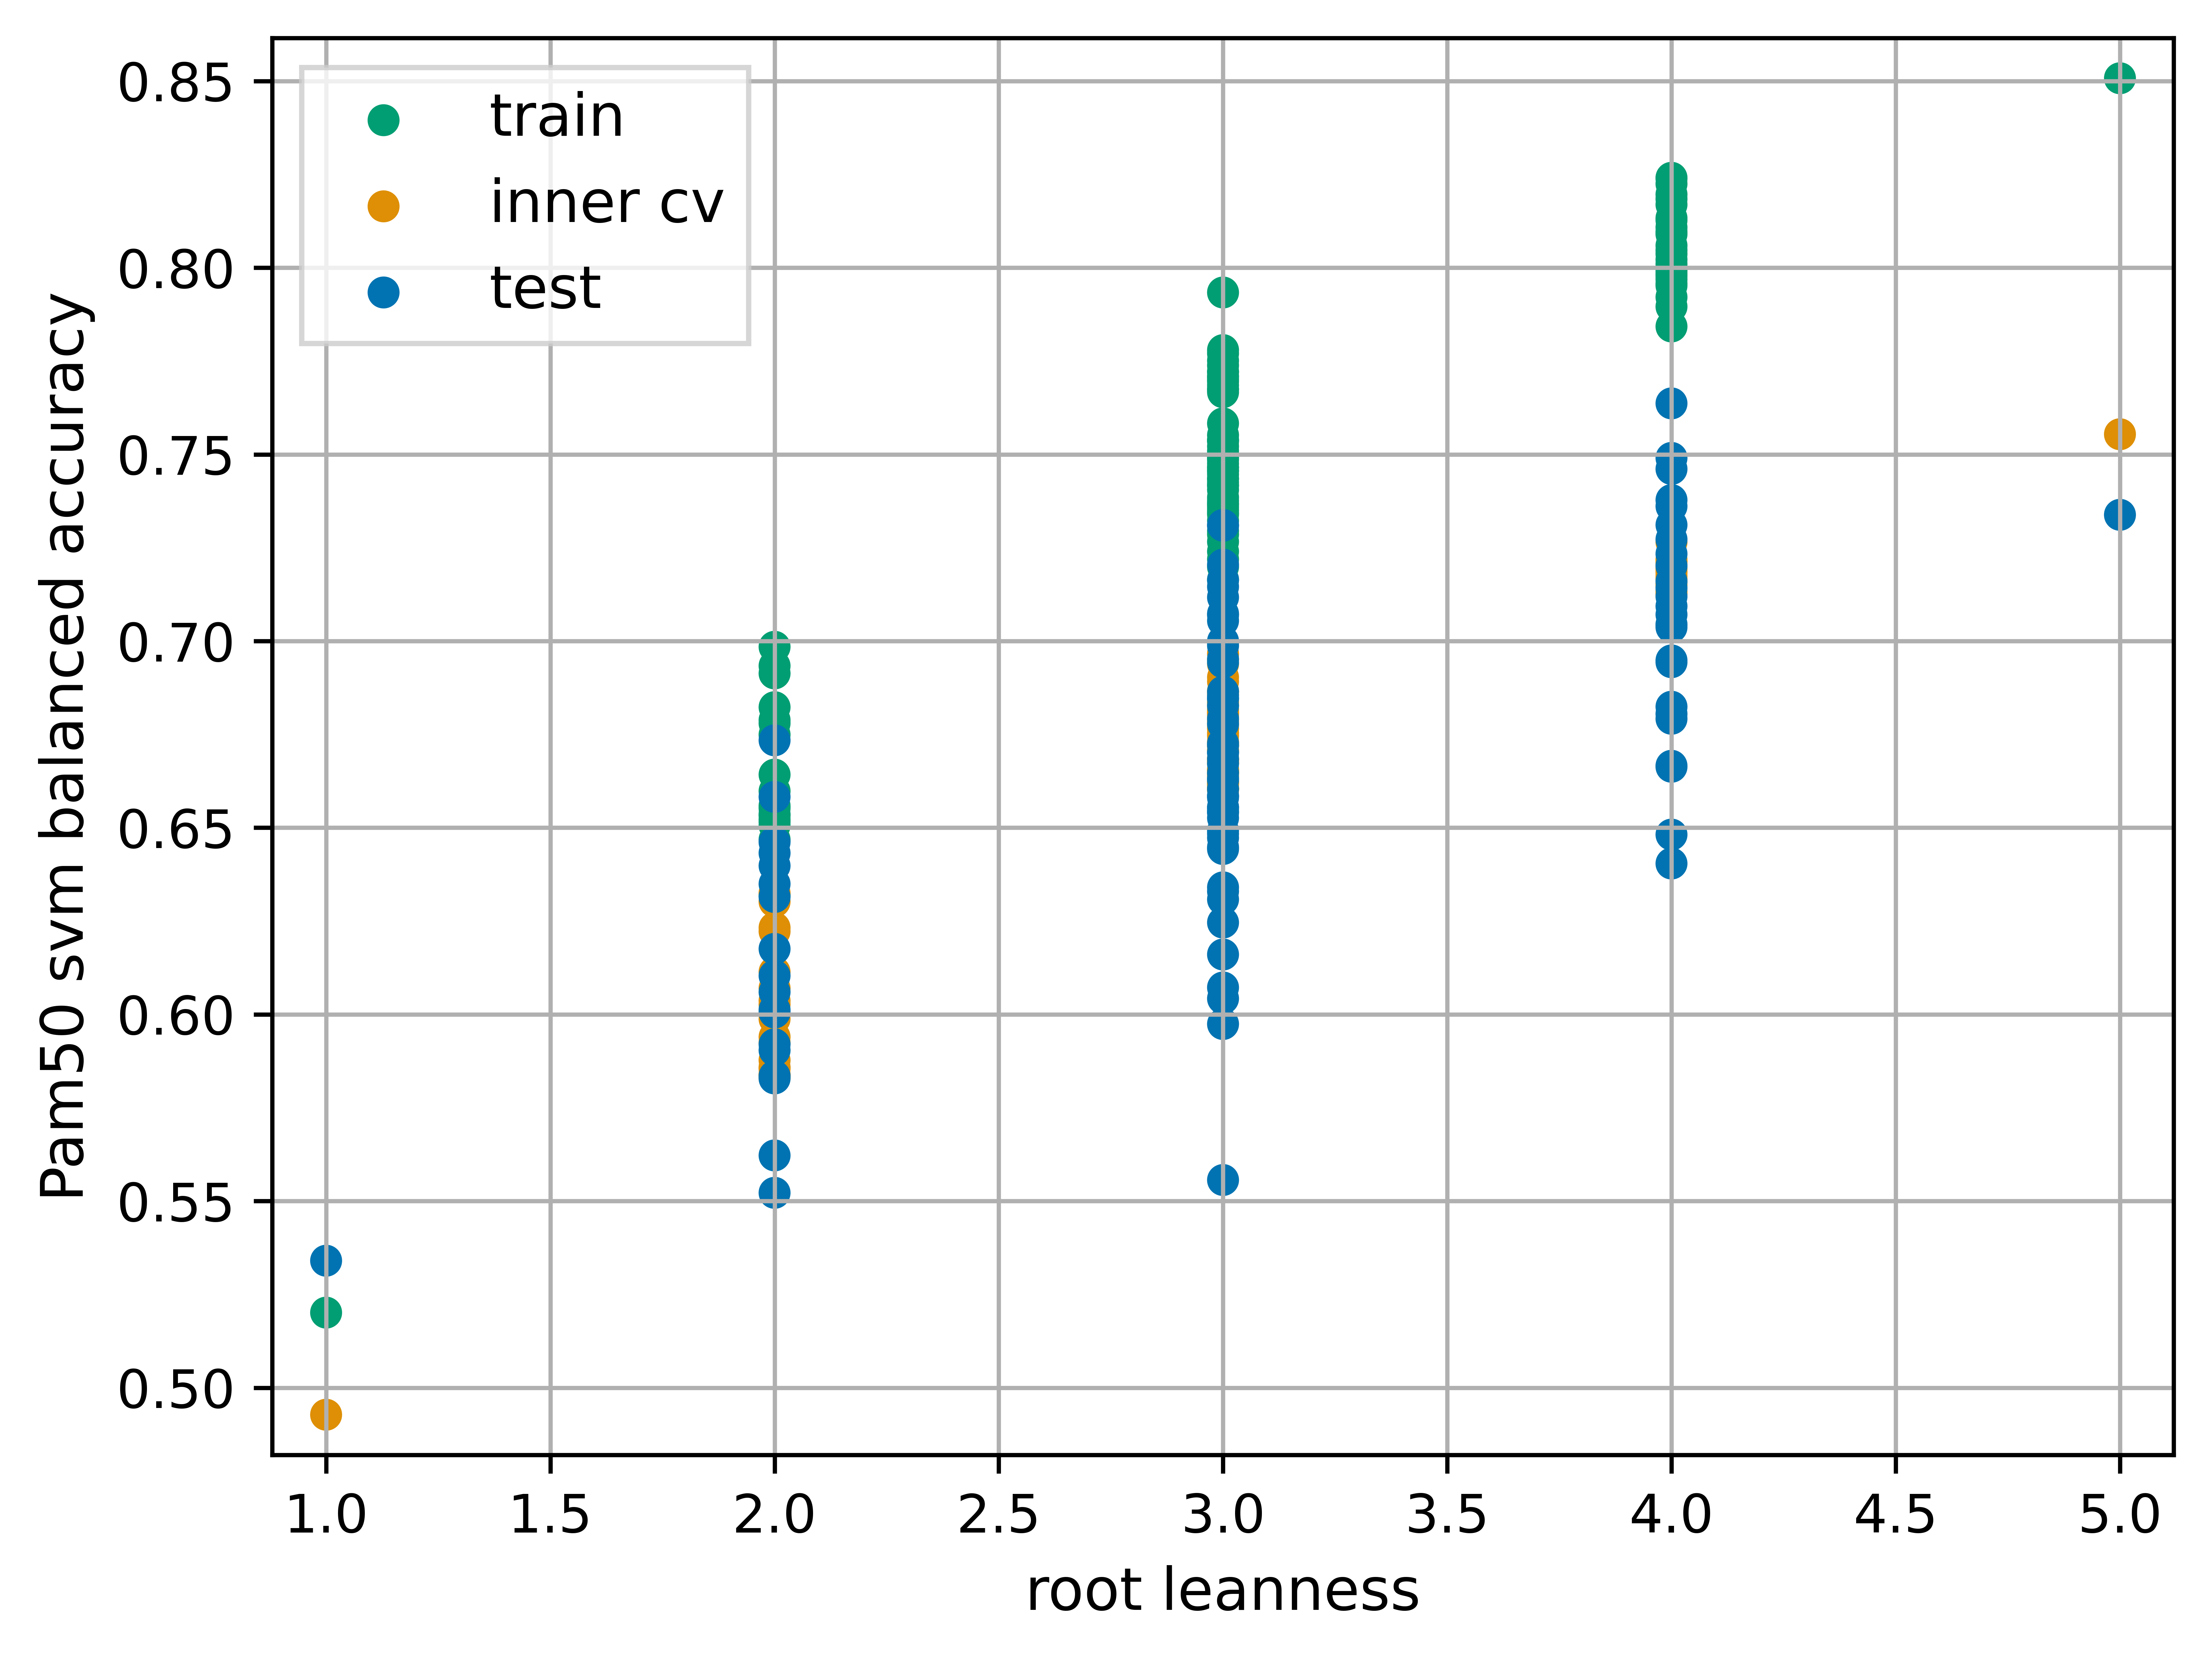 0.85
0.80
0.75
0.70
0.65
0.60
0.55
0.50
Pam50 svm balanced accuracy
train
inner cv
test
1.0 1.5 2.0 2.5 3.0 3.5 4.0 4.5 5.0
root leanness